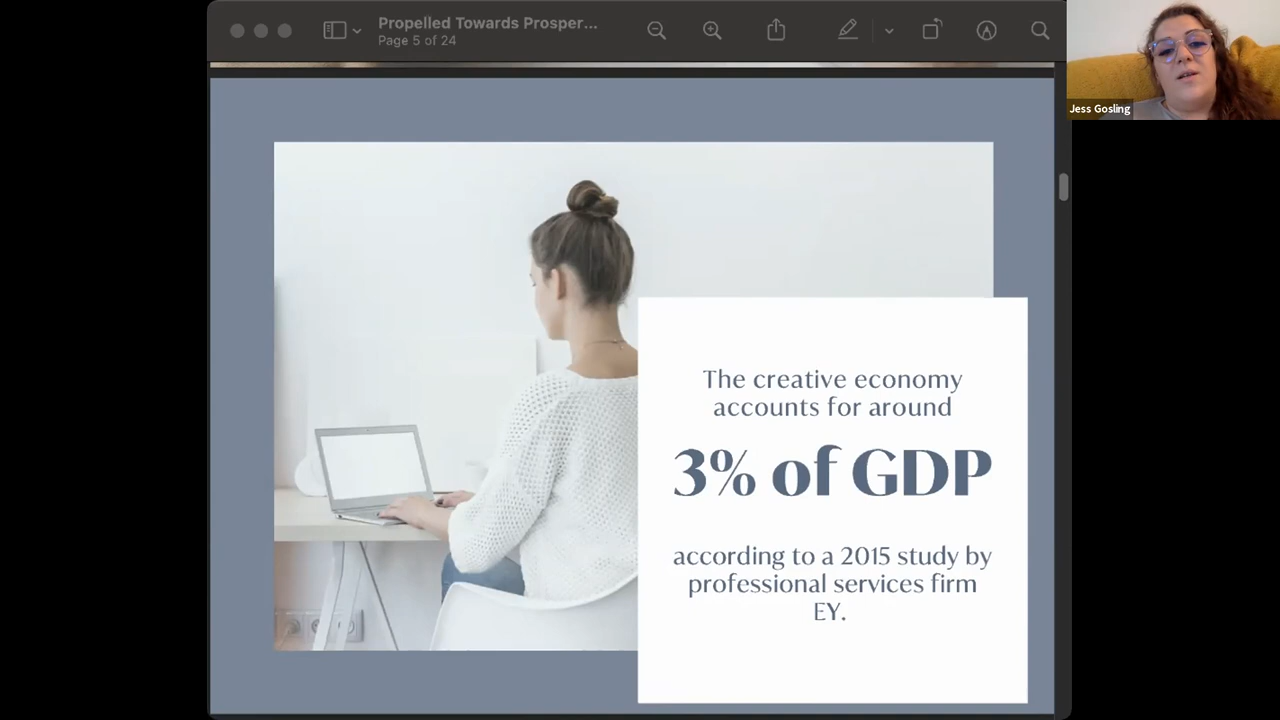 Propelled Towards Prosper...
Page 5 of 24
Jess Gosling
The creative economy
accounts for around
3% of GDP
according to a 2015 study by
professional services firm
EY.